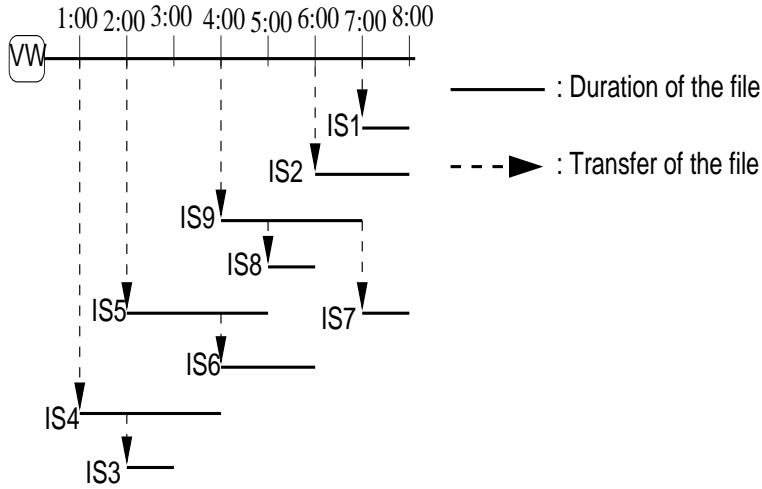 1:00 2:00 3:00 4:00 5:00 6:00 7:00 8:00
VW
: Duration of the file
IS1
: Transfer of the file
IS2
IS9
IS8
IS5
IS7
IS6
IS4
IS3